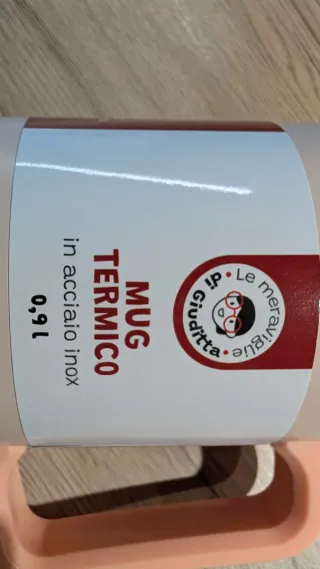 Le meraviglie
di Giuditta
MUG
TERMICO
in acciaio inox
0,9 l